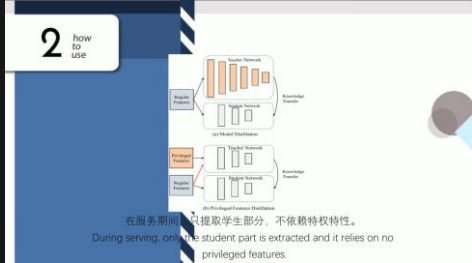 2
how
to
use
Teacher Network
Regular
Features
Student Network
Knowledge
Transfer
(a) Model Distillation
Teacher Network
Privileged
Features
Student Network
Knowledge
Transfer
Regular
Features
(b) Privileged Features Distillation
在服务期间 只提取学生部分、不依赖特权特性。
During serving, only the student part is extracted and it relies on no
privileged features.